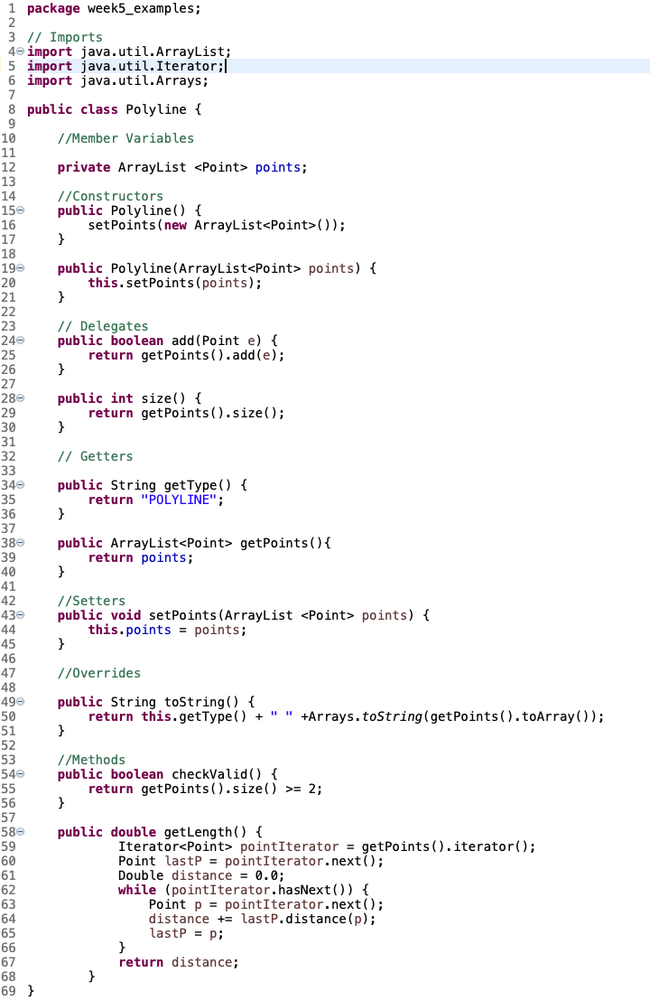 1 package week5_examples;
2
3 // Imports
4 import java.util.ArrayList;
5 import java.util.Iterator;
6 import java.util.Arrays;
7
8 public class Polyline {
9
10     //Member Variables
11
12     private ArrayList <Point> points;
13
14     //Constructors
15     public Polyline() {
16         setPoints(new ArrayList<Point>());
17     }
18
19     public Polyline(ArrayList<Point> points) {
20         this.setPoints(points);
21     }
22
23     // Delegates
24     public boolean add(Point e) {
25         return getPoints().add(e);
26     }
27
28     public int size() {
29         return getPoints().size();
30     }
31
32     // Getters
33
34     public String getType() {
35         return "POLYLINE";
36     }
37
38     public ArrayList<Point> getPoints(){
39         return points;
40     }
41
42     //Setters
43     public void setPoints(ArrayList <Point> points) {
44         this.points = points;
45     }
46
47     //Overrides
48
49     public String toString() {
50         return this.getType() + " " +Arrays.toString(getPoints().toArray());
51     }
52
53     //Methods
54     public boolean checkValid() {
55         return getPoints().size() >= 2;
56     }
57
58     public double getLength() {
59             Iterator<Point> pointIterator = getPoints().iterator();
60             Point lastP = pointIterator.next();
61             Double distance = 0.0;
62             while (pointIterator.hasNext()) {
63                 Point p = pointIterator.next();
64                 distance += lastP.distance(p);
65                 lastP = p;
66             }
67             return distance;
68         }
69 }